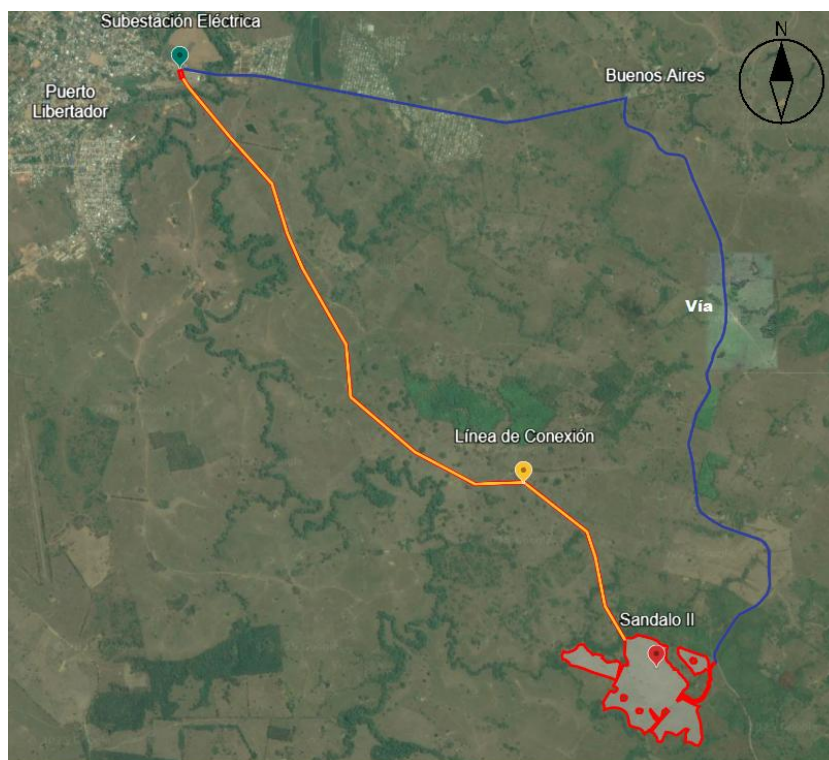 Subestación Eléctrica
N
Buenos Aires
Puerto
Libertador
Vía
Línea de Conexión
Sandalo II